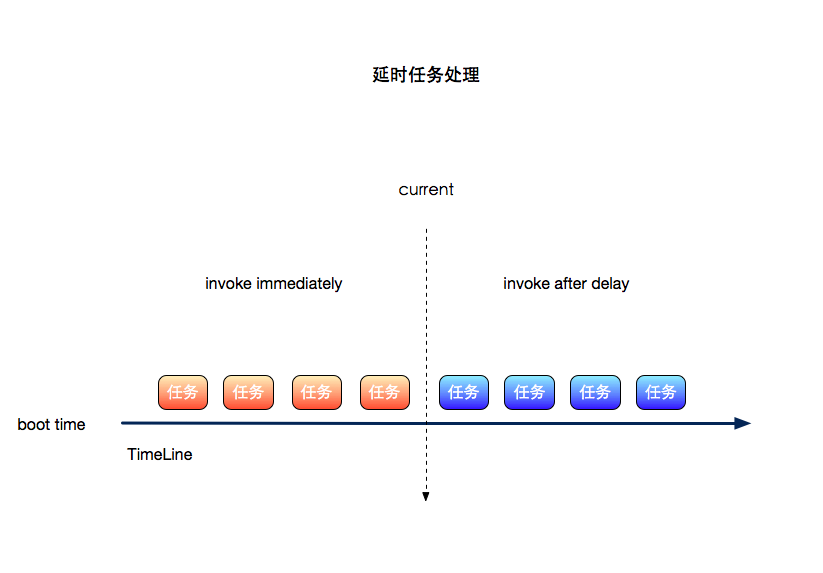 延时任务处理
current
invoke immediately
invoke after delay
任务 任务 任务 任务 任务 任务 任务 任务
boot time
TimeLine